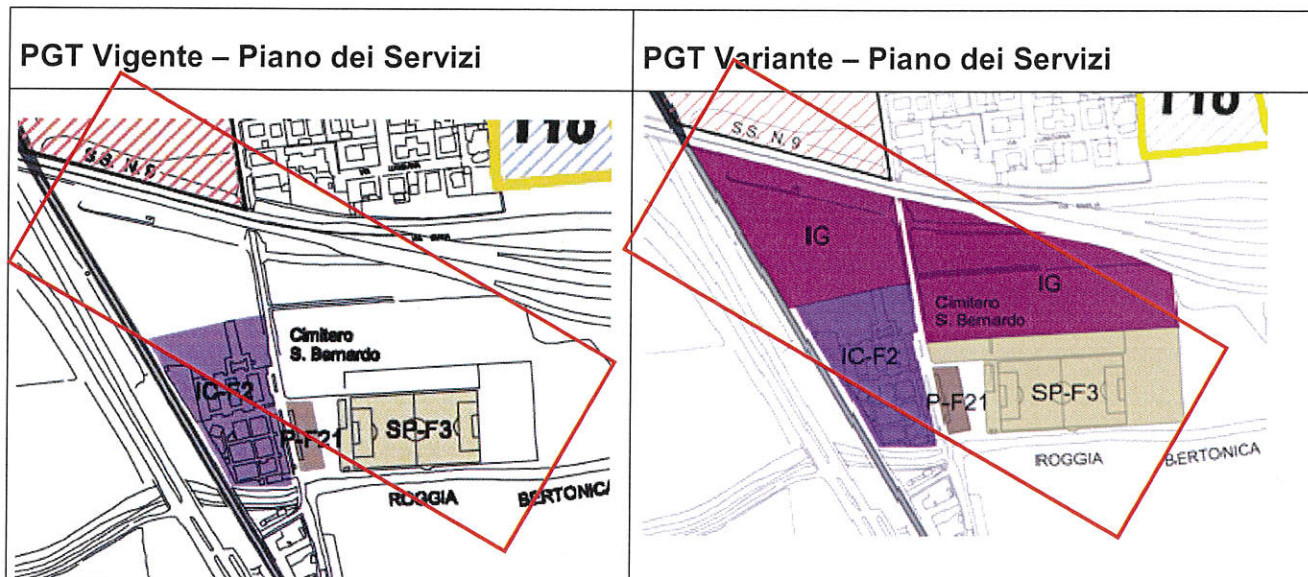 PGT Vigente – Piano dei Servizi
S.S. N. 9
Cimitero
S. Bernardo
IC-F2
P-F21
SP-F3
ROGGIA
BERTONICA
PGT Variante – Piano dei Servizi
S.S. N. 9
IG
IG
Cimitero
S. Bernardo
IC-F2
P-F21
SP-F3
ROGGIA
BERTONICA